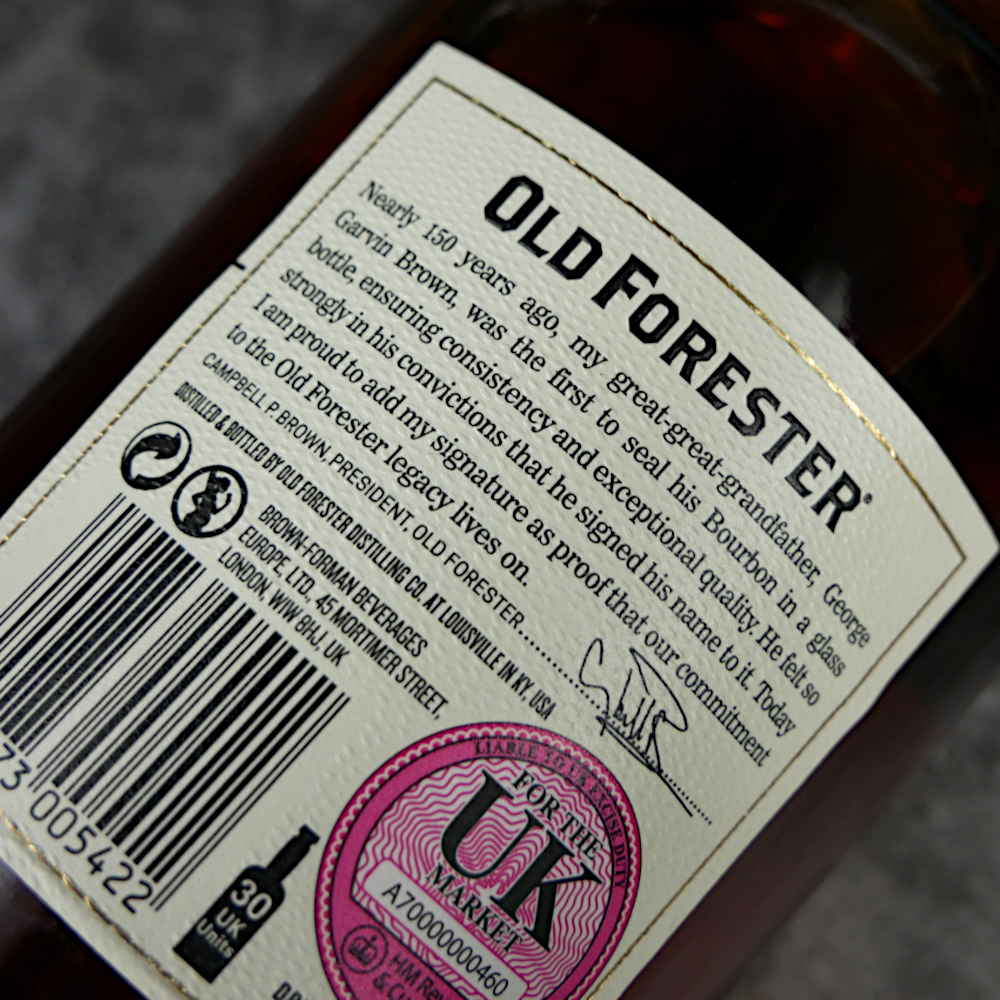 OLD FORESTER®
Nearly 150 years ago, my great-great-grandfather, George
Garvin Brown, was the first to seal his Bourbon in a glass
bottle, ensuring consistency and exceptional quality. He felt so
strongly in his convictions that he signed his name to it. Today
I am proud to add my signature as proof that our commitment
to the Old Forester legacy lives on.
CAMPBELL P. BROWN, PRESIDENT, OLD FORESTER
DISTILLED & BOTTLED BY OLD FORESTER DISTILLING CO. AT LOUISVILLE IN KY, USA
BROWN-FORMAN BEVERAGES
EUROPE, LTD. 45 MORTIMER STREET,
LONDON, WIW 8HJ, UK
73 005422
30
UK
Units
LIABLE TO UK EXCISE DUTY
FOR THE
UK
MARKET
A70000000460
HM Rev
& Cu